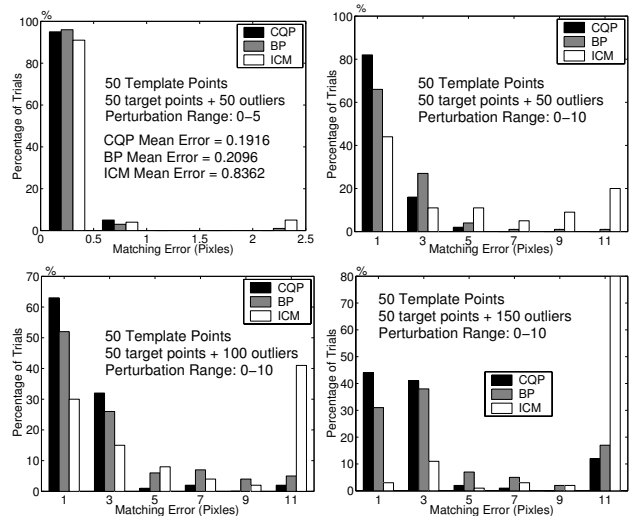 %
100
80
60
40
20
0
Percentage of Trials
CQP
BP
ICM
50 Template Points
50 target points + 50 outliers
Perturbation Range: 0−5
CQP Mean Error = 0.1916
BP Mean Error = 0.2096
ICM Mean Error = 0.8362
0 0.5 1 2 2.5
Matching Error (Pixles)
%
100
80
60
40
20
0
Percentage of Trials
CQP
BP
ICM
50 Template Points
50 target points + 50 outliers
Perturbation Range: 0−10
1 3 5 7 9 11
Matching Error (Pixles)
%
70
60
50
40
30
20
10
0
Percentage of Trials
CQP
BP
ICM
50 Template Points
50 target points + 100 outliers
Perturbation Range: 0−10
1 3 5 7 9 11
Matching Error (Pixles)
%
80
70
60
50
40
30
20
10
0
Percentage of Trials
50 Template Points
50 target points + 150 outliers
Perturbation Range: 0−10
CQP
BP
ICM
1 3 5 7 9 11
Matching Error (Pixles)